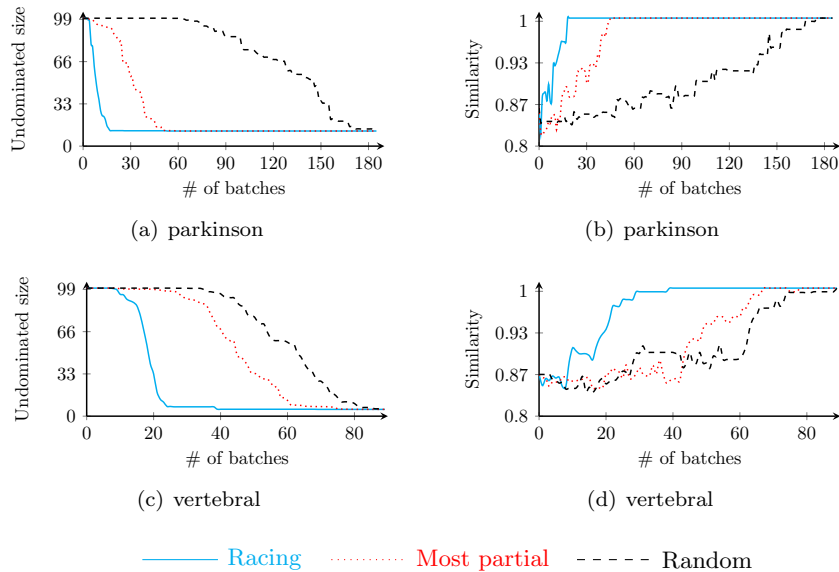 Undominated size
99
66
33
0
0 30 60 90 120 150 180
# of batches
(a) parkinson
Similarity
1
0.93
0.87
0.8
0 30 60 90 120 150 180
# of batches
(b) parkinson
Undominated size
99
66
33
0
0 20 40 60 80
# of batches
(c) vertebral
Similarity
1
0.93
0.87
0.8
0 20 40 60 80
# of batches
(d) vertebral
Racing Most partial Random